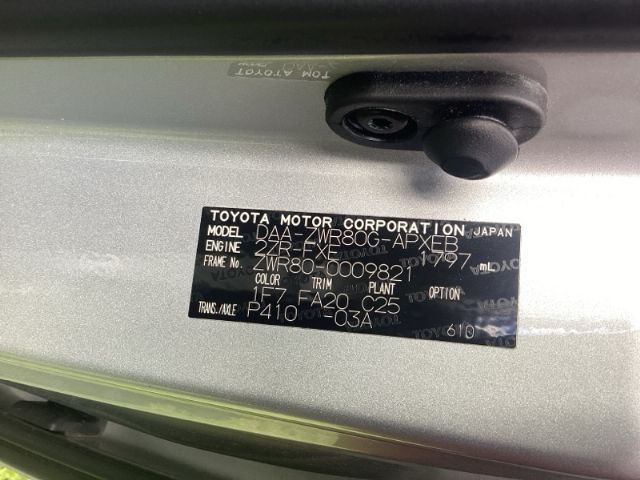 TOYOTA MOTOR CORPORATION JAPAN
MODEL DAA-ZWR80G-APXEB
ENGINE 2ZR-FXE 1797 mL
FRAME No. ZWR80-0009821
COLOR TRIM PLANT OPTION
1F7 FA20 C25
TRANS./AXLE P410 -03A 610